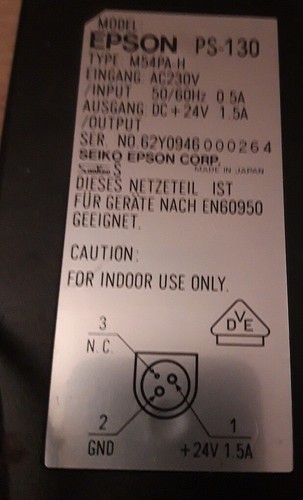 MODEL
EPSON PS-130
TYPE M54PA-H
EINGANG AC230V
/INPUT 50/60Hz 0.5A
AUSGANG DC+24V 1.5A
/OUTPUT
SER. NO. 62Y0946000264
SEIKO EPSON CORP.
S MADE IN JAPAN
DIESES NETZTEIL IST
FÜR GERÄTE NACH EN60950
GEEIGNET.
CAUTION:
FOR INDOOR USE ONLY.
VDE
3
N.C.
2 1
GND +24V 1.5A